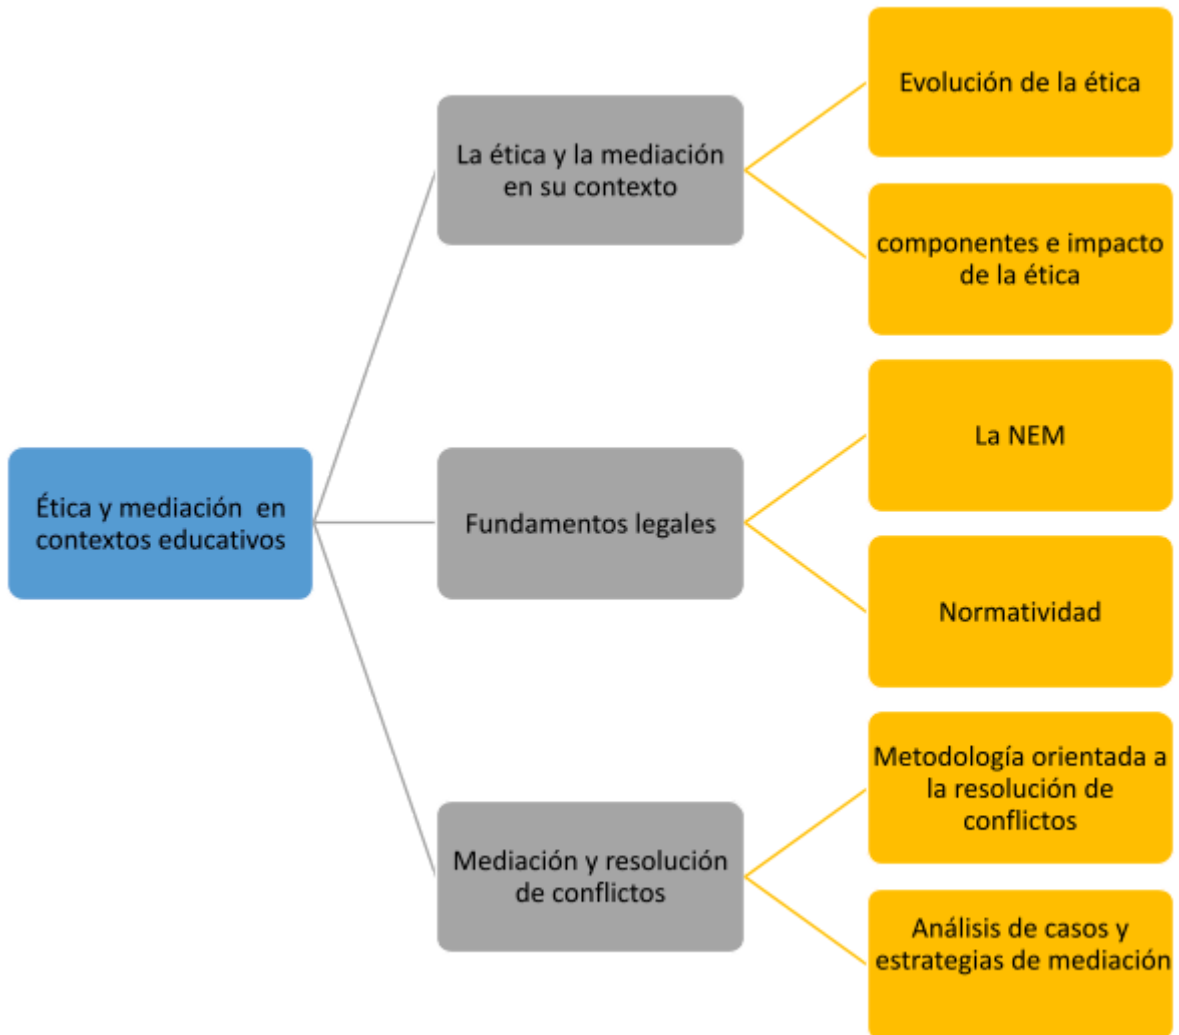 Ética y mediación en
contextos educativos
La ética y la mediación
en su contexto
Evolución de la ética
componentes e impacto
de la ética
Fundamentos legales
La NEM
Normatividad
Mediación y resolución
de conflictos
Metodología orientada a
la resolución de
conflictos
Análisis de casos y
estrategias de mediación